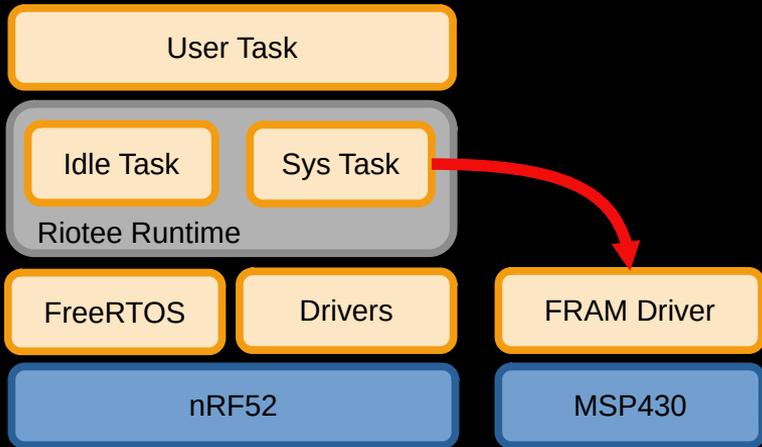 User Task
Idle Task
Sys Task
Riotee Runtime
FreeRTOS
Drivers
FRAM Driver
nRF52
MSP430